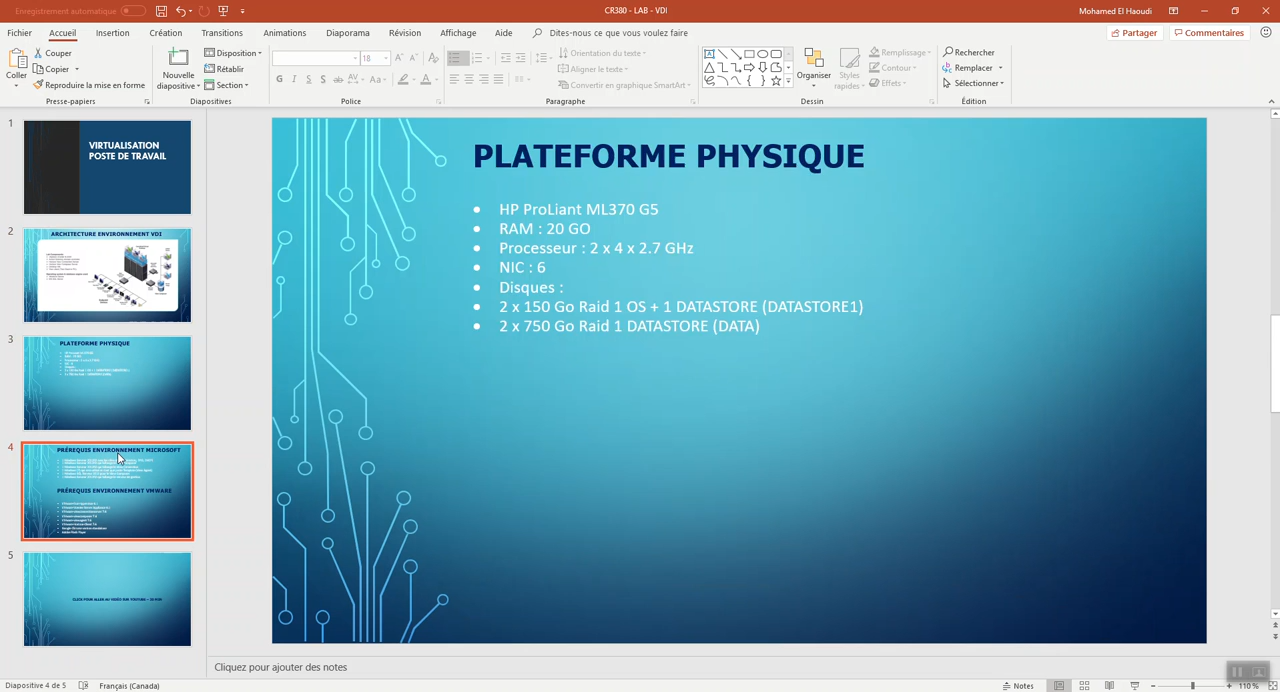 Enregistrement automatique
CR380 - LAB - VDI
Mohamed El Haoudi
Fichier Accueil Insertion Création Transitions Animations Diaporama Révision Affichage Aide Dites-nous ce que vous voulez faire
Partager Commentaires
Coller
Couper
Copier
Reproduire la mise en forme
Presse-papiers
Nouvelle diapositive
Disposition
Rétablir
Section
Diapositives
18
Police
Orientation du texte
Aligner le texte
Convertir en graphique SmartArt
Paragraphe
Organiser
Styles rapides
Remplissage
Contour
Effets
Dessin
Rechercher
Remplacer
Sélectionner
Édition
1
VIRTUALISATION
POSTE DE TRAVAIL
2
ARCHITECTURE ENVIRONNEMENT VDI
3
PLATEFORME PHYSIQUE
4
PRÉREQUIS ENVIRONNEMENT MICROSOFT
PRÉREQUIS ENVIRONNEMENT VMWARE
5
PLATEFORME PHYSIQUE
• HP ProLiant ML370 G5
• RAM : 20 GO
• Processeur : 2 x 4 x 2.7 GHz
• NIC : 6
• Disques :
• 2 x 150 Go Raid 1 OS + 1 DATASTORE (DATASTORE1)
• 2 x 750 Go Raid 1 DATASTORE (DATA)
Cliquez pour ajouter des notes
Diapositive 4 de 5 Français (Canada) Notes 110 %